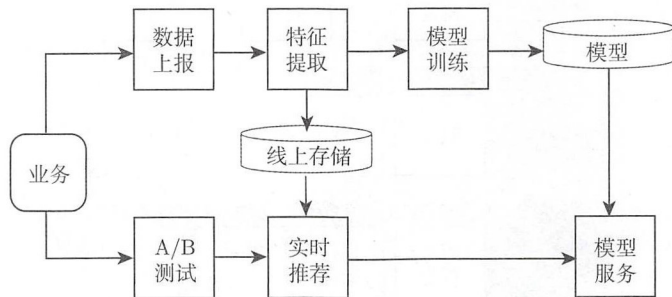 数据
上报
特征
提取
模型
训练
模型
线上存储
业务
A/B
测试
实时
推荐
模型
服务